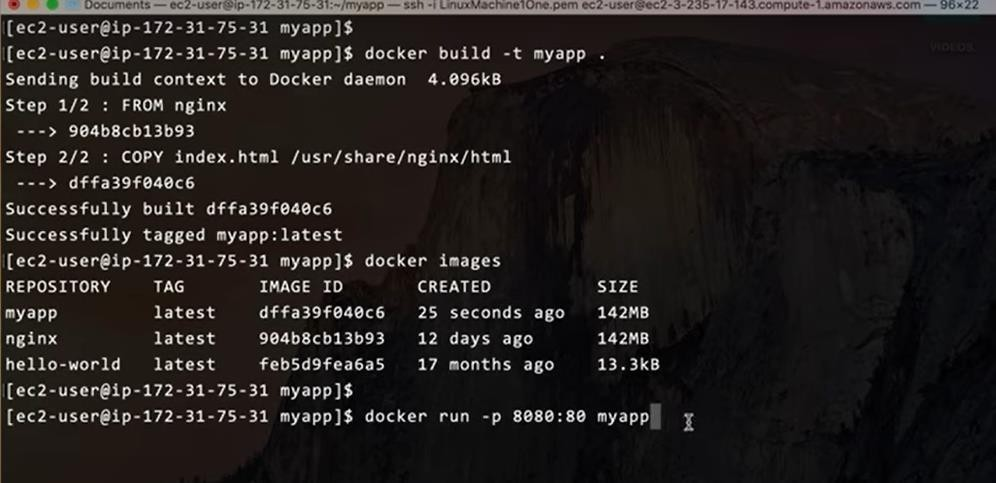 Documents — ec2-user@ip-172-31-75-31:~/myapp — ssh -i LinuxMachine1One.pem ec2-user@ec2-3-235-17-143.compute-1.amazonaws.com — 96×22
[ec2-user@ip-172-31-75-31 myapp]$
VIDEOS
[ec2-user@ip-172-31-75-31 myapp]$ docker build -t myapp .
Sending build context to Docker daemon  4.096kB
Step 1/2 : FROM nginx
 ---> 904b8cb13b93
Step 2/2 : COPY index.html /usr/share/nginx/html
 ---> dffa39f040c6
Successfully built dffa39f040c6
Successfully tagged myapp:latest
[ec2-user@ip-172-31-75-31 myapp]$ docker images
REPOSITORY    TAG       IMAGE ID       CREATED          SIZE
myapp         latest    dffa39f040c6   25 seconds ago   142MB
nginx         latest    904b8cb13b93   12 days ago      142MB
hello-world   latest    feb5d9fea6a5   17 months ago    13.3kB
[ec2-user@ip-172-31-75-31 myapp]$
[ec2-user@ip-172-31-75-31 myapp]$ docker run -p 8080:80 myapp